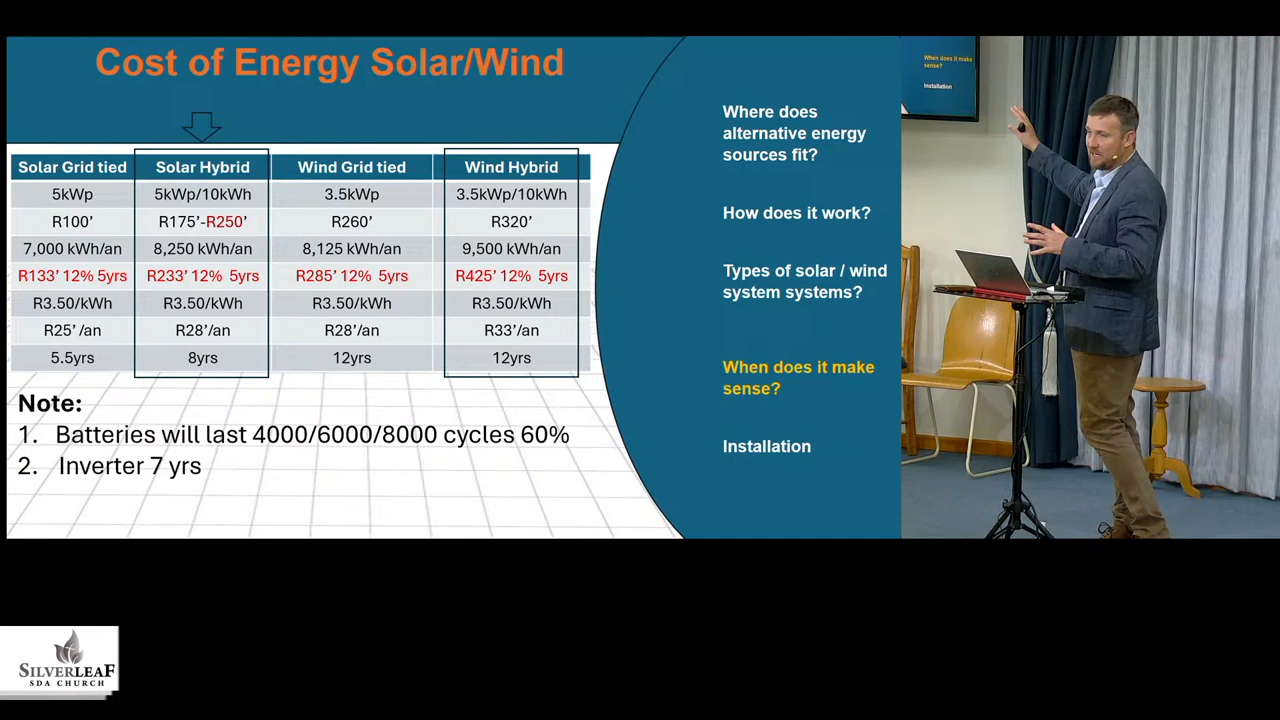 Cost of Energy Solar/Wind
Solar Grid tied Solar Hybrid Wind Grid tied Wind Hybrid
5kWp 5kWp/10kWh 3.5kWp 3.5kWp/10kWh
R100' R175'-R250' R260' R320'
7,000 kWh/an 8,250 kWh/an 8,125 kWh/an 9,500 kWh/an
R133' 12% 5yrs R233' 12% 5yrs R285' 12% 5yrs R425' 12% 5yrs
R3.50/kWh R3.50/kWh R3.50/kWh R3.50/kWh
R25' /an R28'/an R28'/an R33'/an
5.5yrs 8yrs 12yrs 12yrs
Note:
1. Batteries will last 4000/6000/8000 cycles 60%
2. Inverter 7 yrs
Where does
alternative energy
sources fit?
How does it work?
Types of solar / wind
system systems?
When does it make
sense?
Installation
When does it make
sense?
Installation
SILVERLEAF
SDA CHURCH